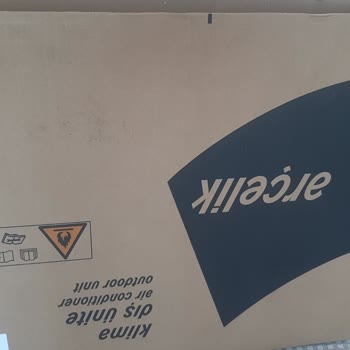 arçelik
klima
dış ünite
air conditioner
outdoor unit